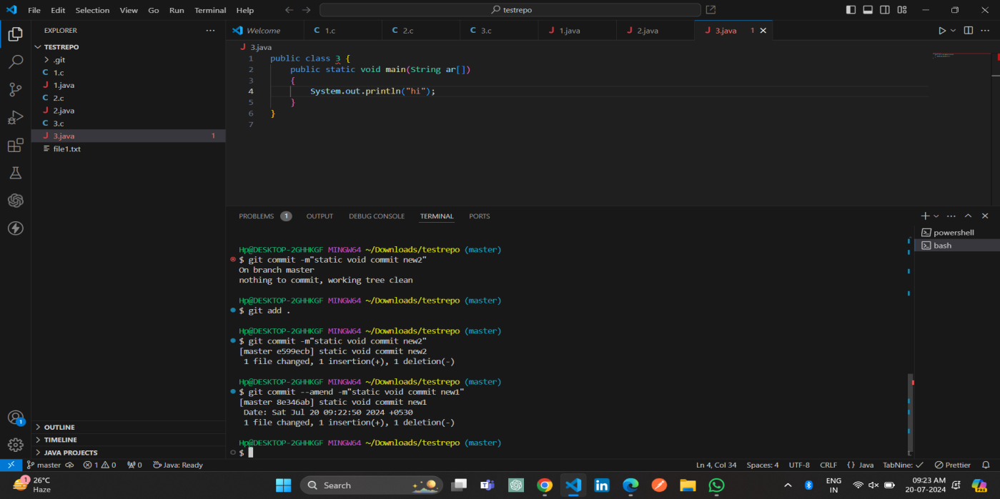 File Edit Selection View Go Run Terminal Help
testrepo
EXPLORER
Welcome
C 1.c
C 2.c
C 3.c
J 1.java
J 2.java
J 3.java 1
TESTREPO
.git
C 1.c
J 1.java
C 2.c
J 2.java
C 3.c
J 3.java 1
file1.txt
J 3.java
1 public class 3 {
2 public static void main(String ar[])
3 {
4 System.out.println("hi");
5 }
6 }
7
PROBLEMS 1 OUTPUT DEBUG CONSOLE TERMINAL PORTS
powershell
bash
Hp@DESKTOP-2GHHKGF MINGW64 ~/Downloads/testrepo (master)
$ git commit -m"static void commit new2"
On branch master
nothing to commit, working tree clean
Hp@DESKTOP-2GHHKGF MINGW64 ~/Downloads/testrepo (master)
$ git add .
Hp@DESKTOP-2GHHKGF MINGW64 ~/Downloads/testrepo (master)
$ git commit -m"static void commit new2"
[master e599ecb] static void commit new2
1 file changed, 1 insertion(+), 1 deletion(-)
Hp@DESKTOP-2GHHKGF MINGW64 ~/Downloads/testrepo (master)
$ git commit --amend -m"static void commit new1"
[master 8e346ab] static void commit new1
Date: Sat Jul 20 09:22:50 2024 +0530
1 file changed, 1 insertion(+), 1 deletion(-)
Hp@DESKTOP-2GHHKGF MINGW64 ~/Downloads/testrepo (master)
$
1
OUTLINE
TIMELINE
JAVA PROJECTS
master 1 0 0 Java: Ready
Ln 4, Col 34 Spaces: 4 UTF-8 CRLF {} Java TabNine: Prettier
1
26°C
Haze
Search
ENG
IN
09:23 AM
20-07-2024